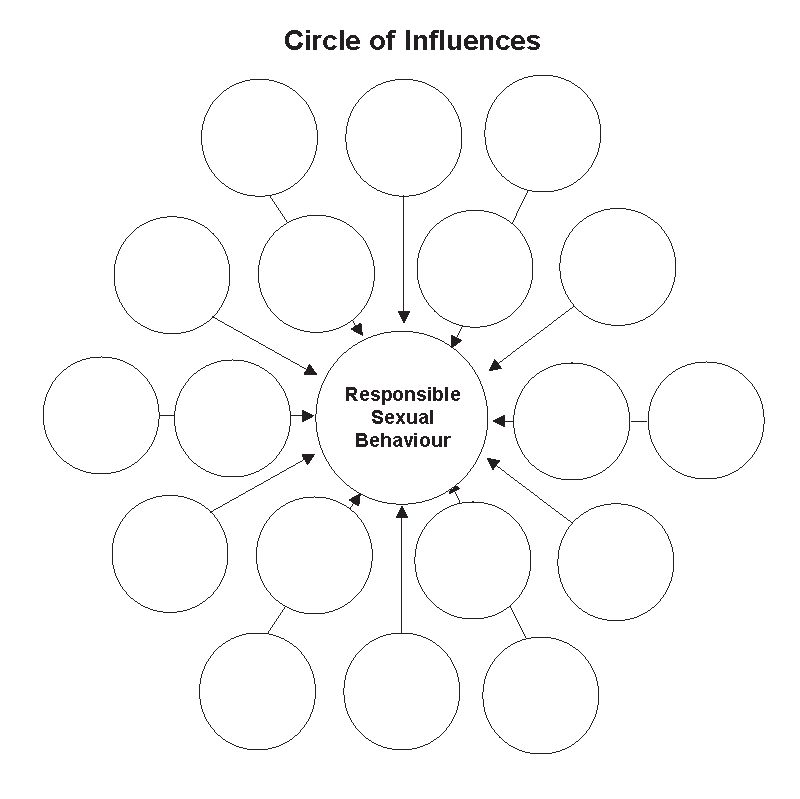 Circle of Influences
Responsible
Sexual
Behaviour